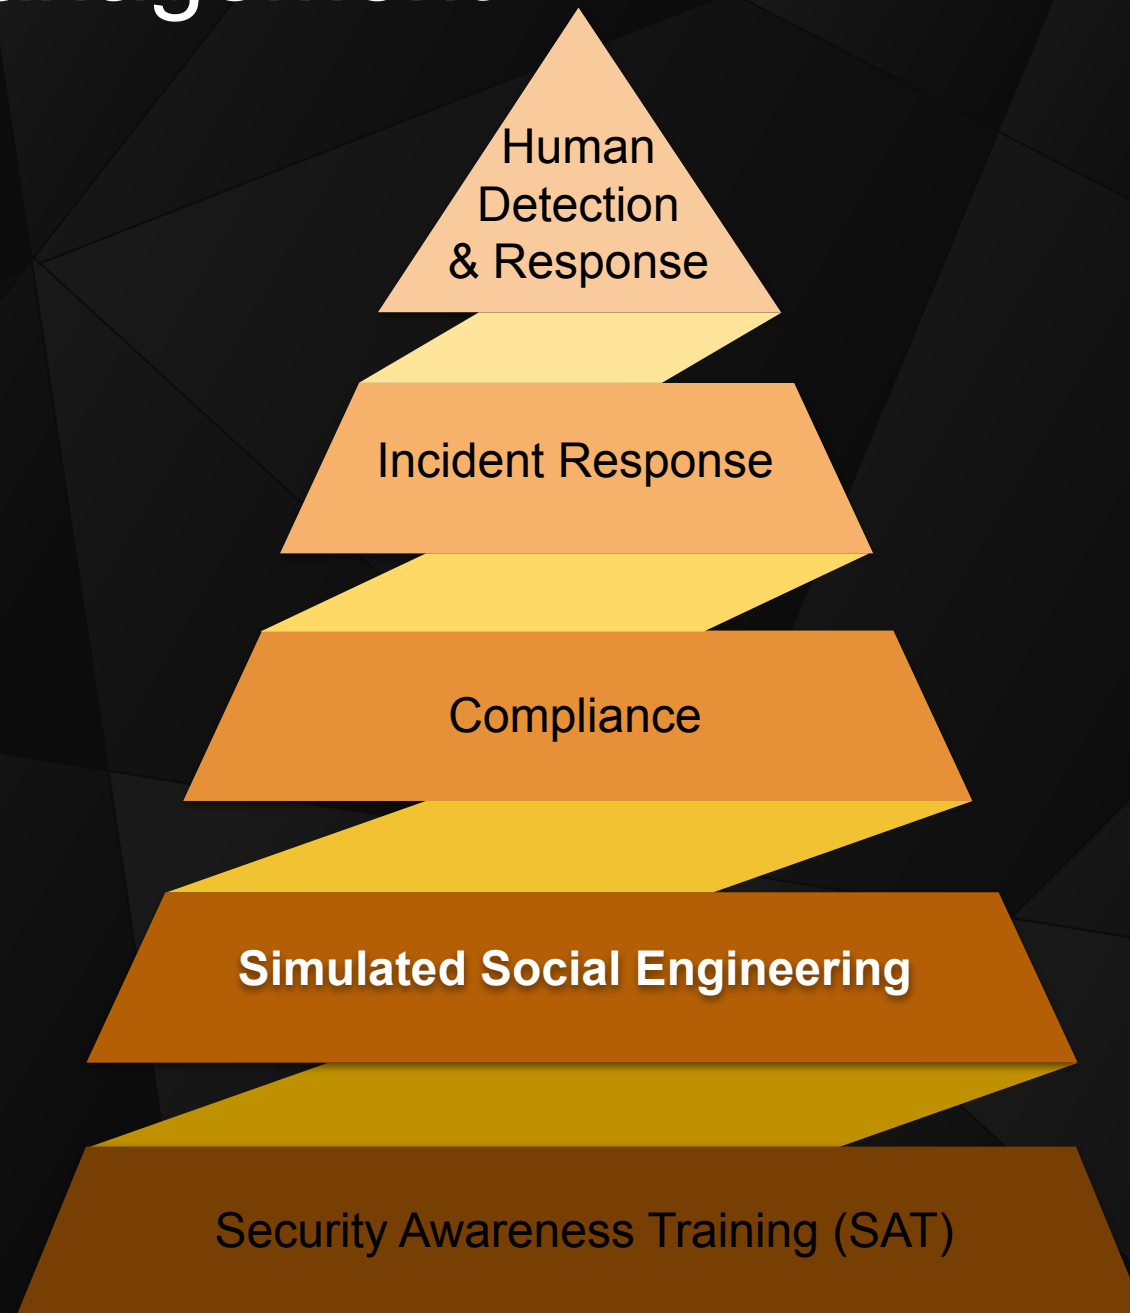 Human
Detection
& Response
Incident Response
Compliance
Simulated Social Engineering
Security Awareness Training (SAT)